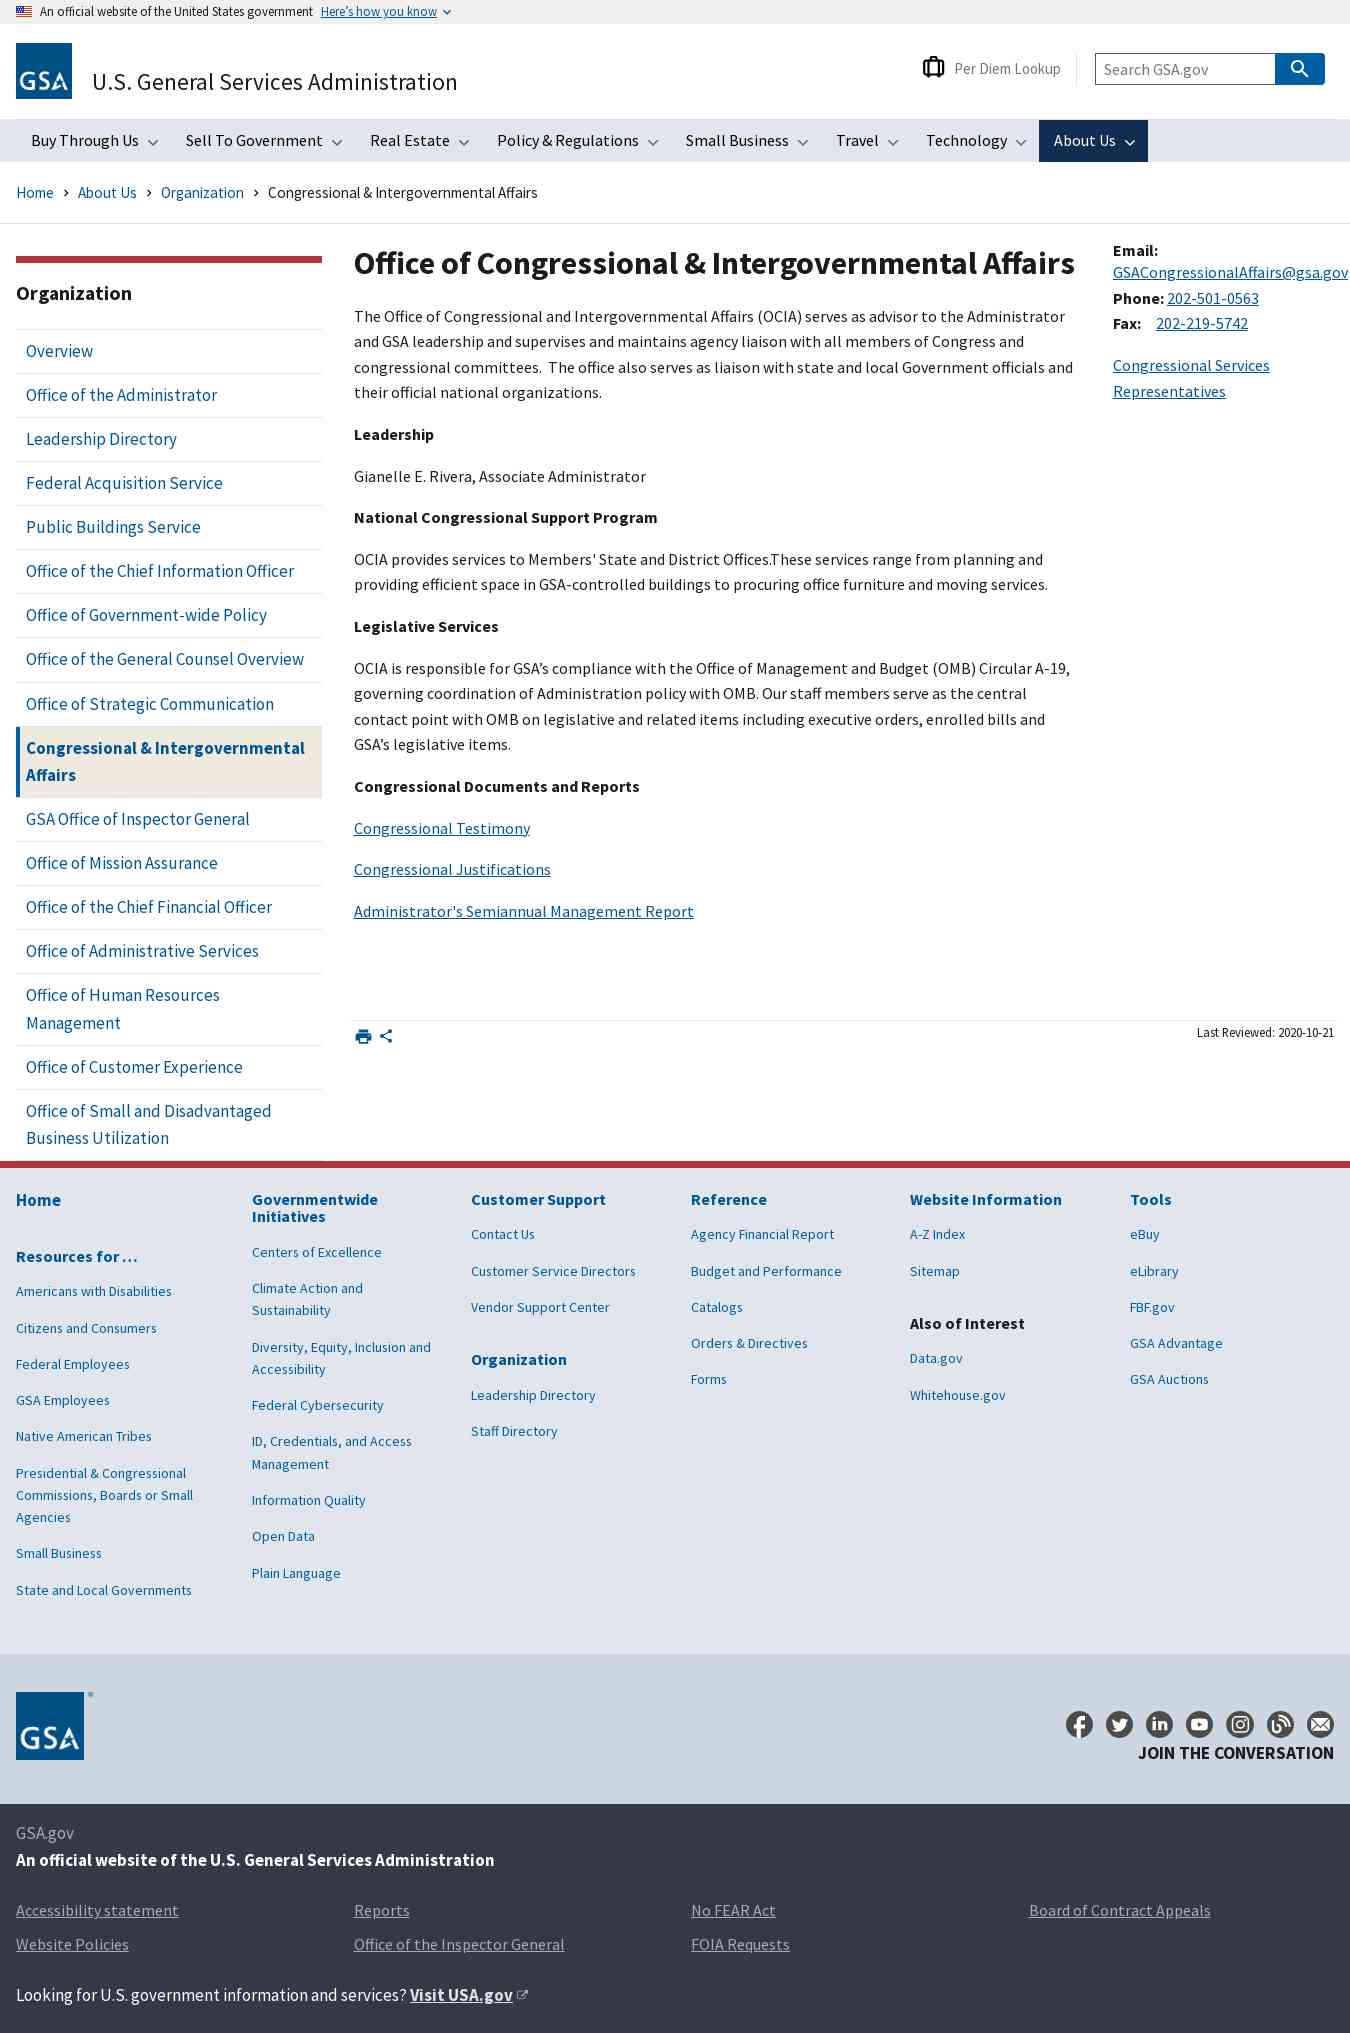 An official website of the United States government Here's how you know
GSA
U.S. General Services Administration
Per Diem Lookup
Search GSA.gov
Buy Through Us
Sell To Government
Real Estate
Policy & Regulations
Small Business
Travel
Technology
About Us
Home > About Us > Organization > Congressional & Intergovernmental Affairs
Organization
Overview
Office of the Administrator
Leadership Directory
Federal Acquisition Service
Public Buildings Service
Office of the Chief Information Officer
Office of Government-wide Policy
Office of the General Counsel Overview
Office of Strategic Communication
Congressional & Intergovernmental
Affairs
GSA Office of Inspector General
Office of Mission Assurance
Office of the Chief Financial Officer
Office of Administrative Services
Office of Human Resources
Management
Office of Customer Experience
Office of Small and Disadvantaged
Business Utilization
Office of Congressional & Intergovernmental Affairs
The Office of Congressional and Intergovernmental Affairs (OCIA) serves as advisor to the Administrator
and GSA leadership and supervises and maintains agency liaison with all members of Congress and
congressional committees.  The office also serves as liaison with state and local Government officials and
their official national organizations.
Leadership
Gianelle E. Rivera, Associate Administrator
National Congressional Support Program
OCIA provides services to Members' State and District Offices.These services range from planning and
providing efficient space in GSA-controlled buildings to procuring office furniture and moving services.
Legislative Services
OCIA is responsible for GSA’s compliance with the Office of Management and Budget (OMB) Circular A-19,
governing coordination of Administration policy with OMB. Our staff members serve as the central
contact point with OMB on legislative and related items including executive orders, enrolled bills and
GSA’s legislative items.
Congressional Documents and Reports
Congressional Testimony
Congressional Justifications
Administrator's Semiannual Management Report
Email:
GSACongressionalAffairs@gsa.gov
Phone: 202-501-0563
Fax: 202-219-5742
Congressional Services
Representatives
Last Reviewed: 2020-10-21
Home
Resources for …
Americans with Disabilities
Citizens and Consumers
Federal Employees
GSA Employees
Native American Tribes
Presidential & Congressional
Commissions, Boards or Small
Agencies
Small Business
State and Local Governments
Governmentwide
Initiatives
Centers of Excellence
Climate Action and
Sustainability
Diversity, Equity, Inclusion and
Accessibility
Federal Cybersecurity
ID, Credentials, and Access
Management
Information Quality
Open Data
Plain Language
Customer Support
Contact Us
Customer Service Directors
Vendor Support Center
Organization
Leadership Directory
Staff Directory
Reference
Agency Financial Report
Budget and Performance
Catalogs
Orders & Directives
Forms
Website Information
A-Z Index
Sitemap
Also of Interest
Data.gov
Whitehouse.gov
Tools
eBuy
eLibrary
FBF.gov
GSA Advantage
GSA Auctions
GSA
JOIN THE CONVERSATION
GSA.gov
An official website of the U.S. General Services Administration
Accessibility statement
Reports
No FEAR Act
Board of Contract Appeals
Website Policies
Office of the Inspector General
FOIA Requests
Looking for U.S. government information and services? Visit USA.gov